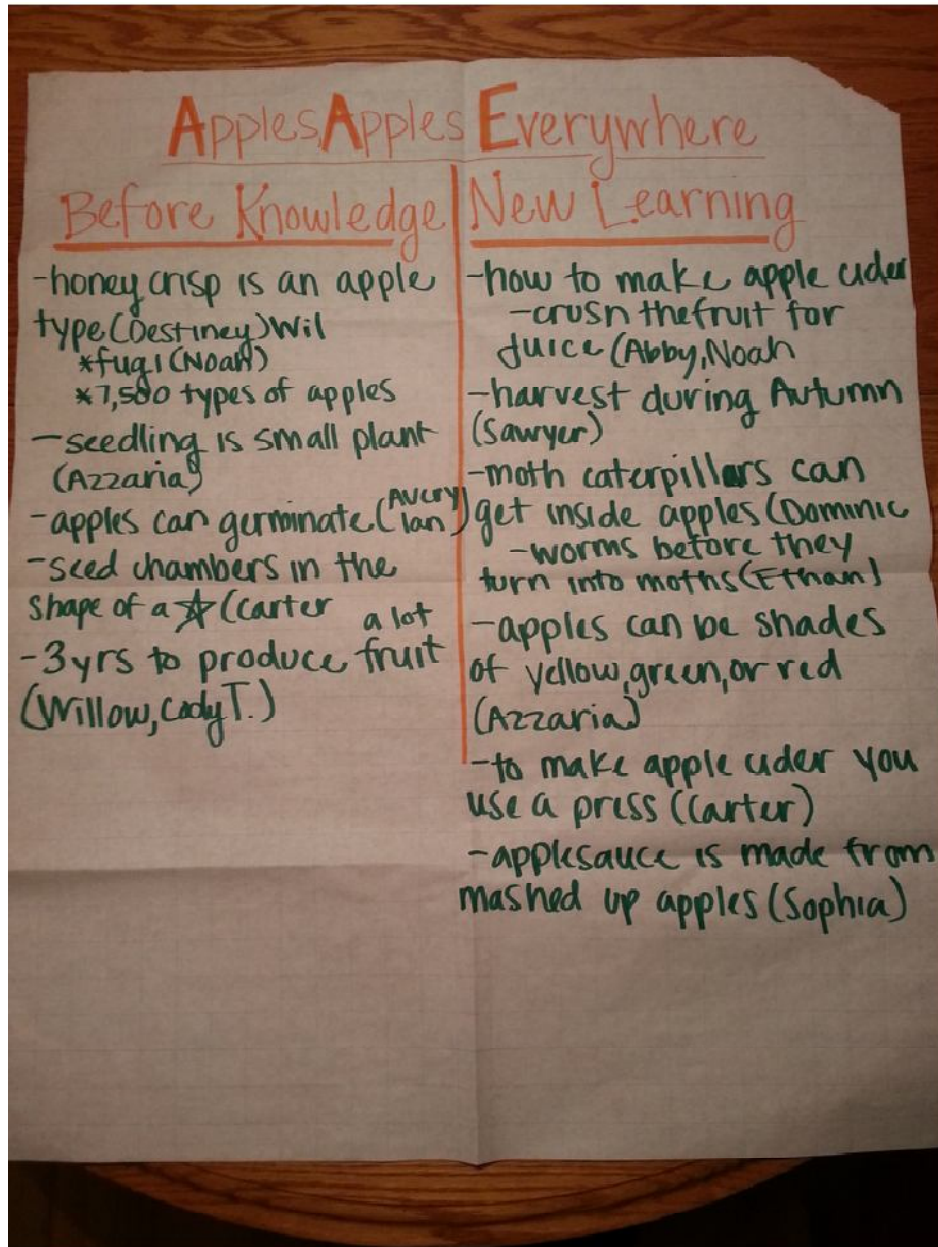 Apples, Apples Everywhere
Before Knowledge
-honey crisp is an apple
type (Destiney) Wil
*fugi (Noah)
*7,500 types of apples
-seedling is small plant
(Azzaria)
-apples can germinate (Avery Ian)
-seed chambers in the
shape of a ☆ (Carter
a lot
-3yrs to produce fruit
(Willow, Cody T.)
New Learning
-how to make apple cider
-crush the fruit for
juice (Abby, Noah
-harvest during Autumn
(Sawyer)
-moth caterpillars can
get inside apples (Dominic
-worms before they
turn into moths (Ethan)
-apples can be shades
of yellow, green, or red
(Azzaria)
-to make apple cider you
use a press (Carter)
-applesauce is made from
mashed up apples (Sophia)